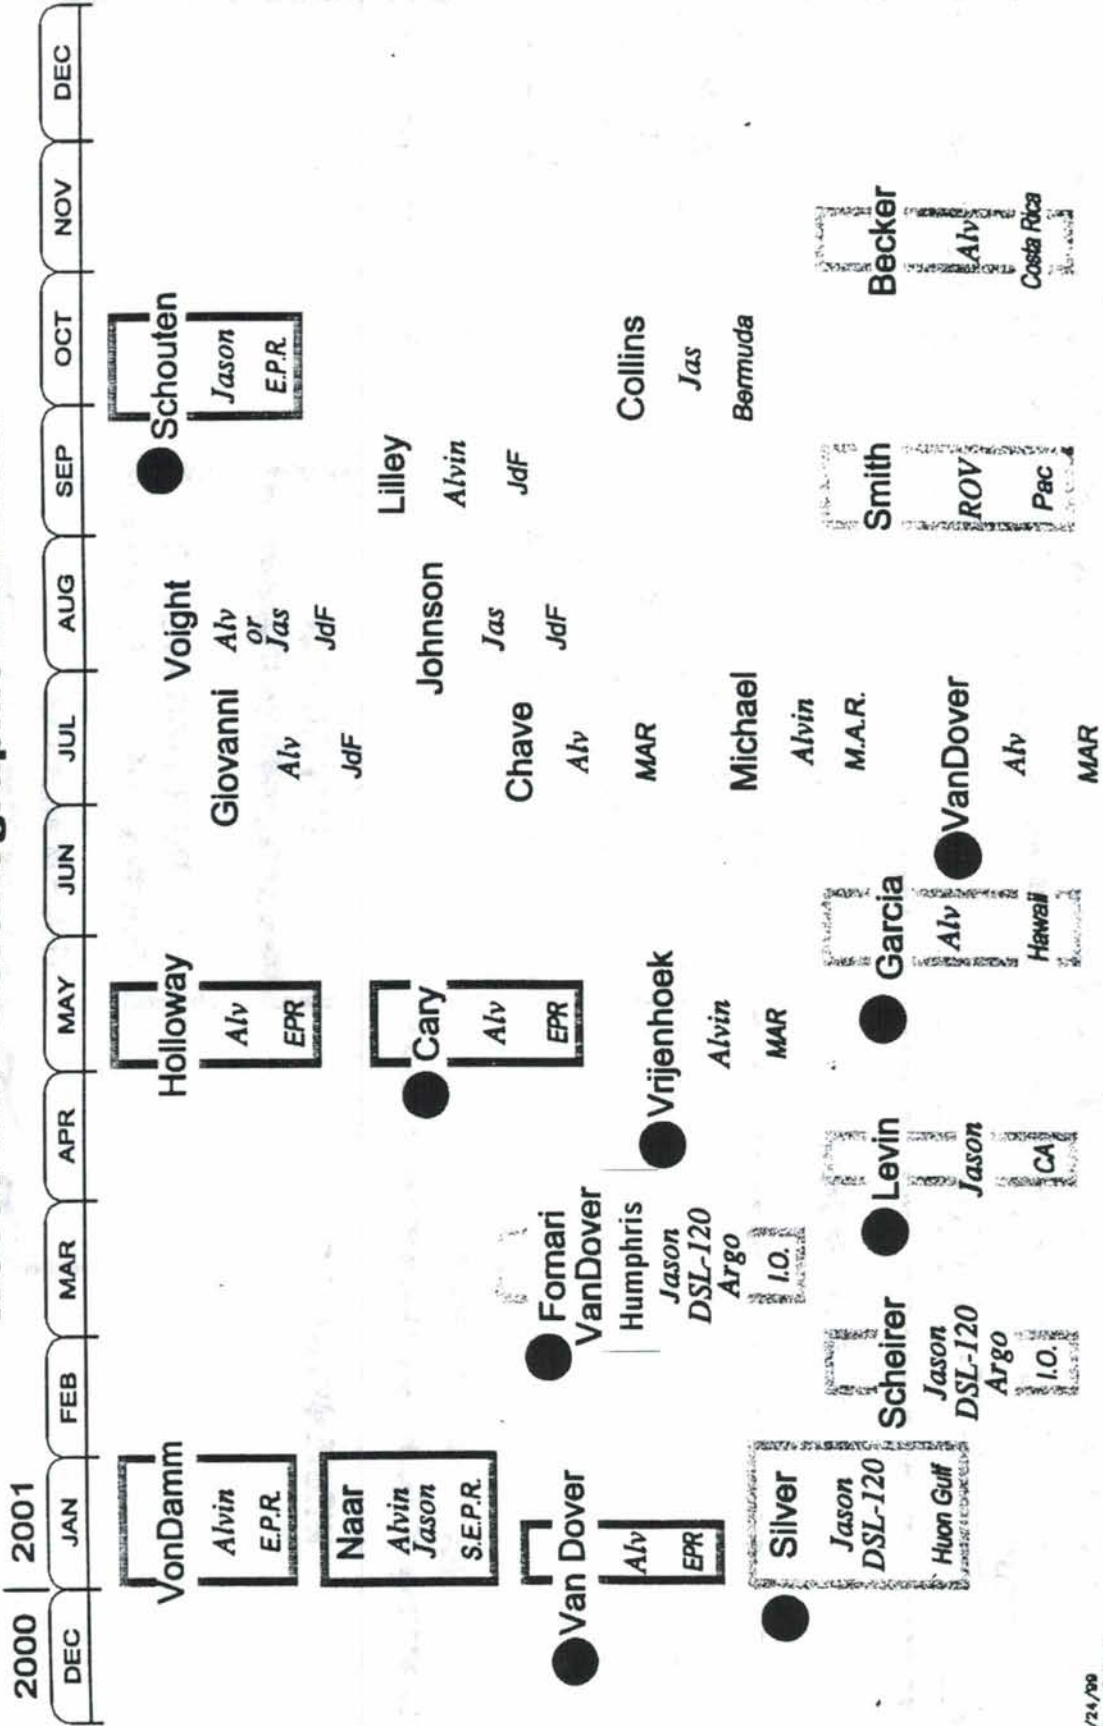 2000 | 2001
DEC JAN FEB MAR APR MAY JUN JUL AUG SEP OCT NOV DEC
VonDamm
Alvin
E.P.R.
Naar
Alvin
Jason
S.E.P.R.
Van Dover
Alv
EPR
Silver
Jason
DSL-120
Huon Gulf
Scheirer
Jason
DSL-120
Argo
I.O.
Fornari
VanDover
Humphris
Jason
DSL-120
Argo
I.O.
Levin
Jason
CA
Holloway
Alv
EPR
Cary
Alv
EPR
Vrijenhoek
Alvin
MAR
Garcia
Alv
Hawaii
VanDover
Alv
MAR
Giovanni
Alv
JdF
Chave
Alv
MAR
Michael
Alvin
M.A.R.
Voight
Alv
or
Jas
JdF
Johnson
Jas
JdF
Lilley
Alvin
JdF
Smith
ROV
Pac
Schouten
Jason
E.P.R.
Collins
Jas
Bermuda
Becker
Alv
Costa Rica
/24/99